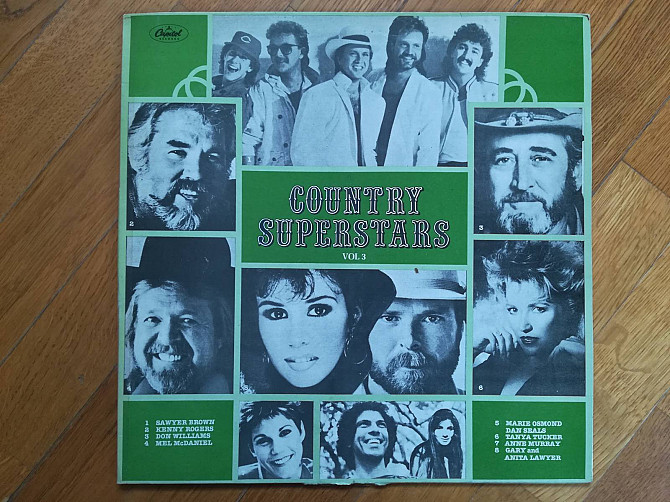 Capitol
COUNTRY
SUPERSTARS
VOL 3
2
3
4
5
6
1 SAWYER BROWN
2 KENNY ROGERS
3 DON WILLIAMS
4 MEL McDANIEL
5 MARIE OSMOND
DAN SEALS
6 TANYA TUCKER
7 ANNE MURRAY
8 GARY and
ANITA LAWYER